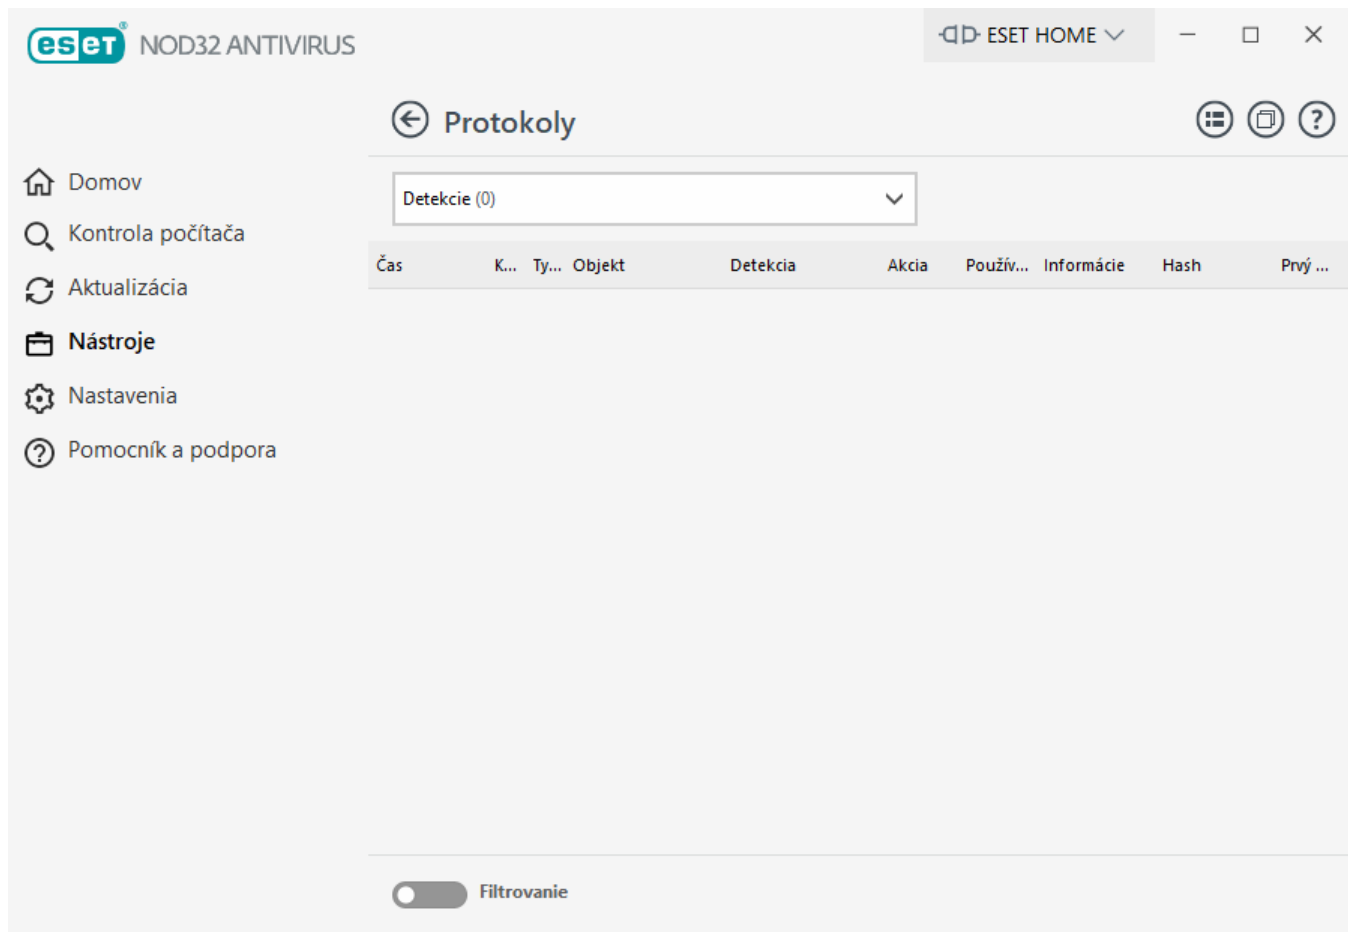 eset® NOD32 ANTIVIRUS
ESET HOME
Protokoly
Domov
Kontrola počítača
Aktualizácia
Nástroje
Nastavenia
Pomocník a podpora
Detekcie (0)
Čas K... Ty... Objekt Detekcia Akcia Použív... Informácie Hash Prvý ...
Filtrovanie